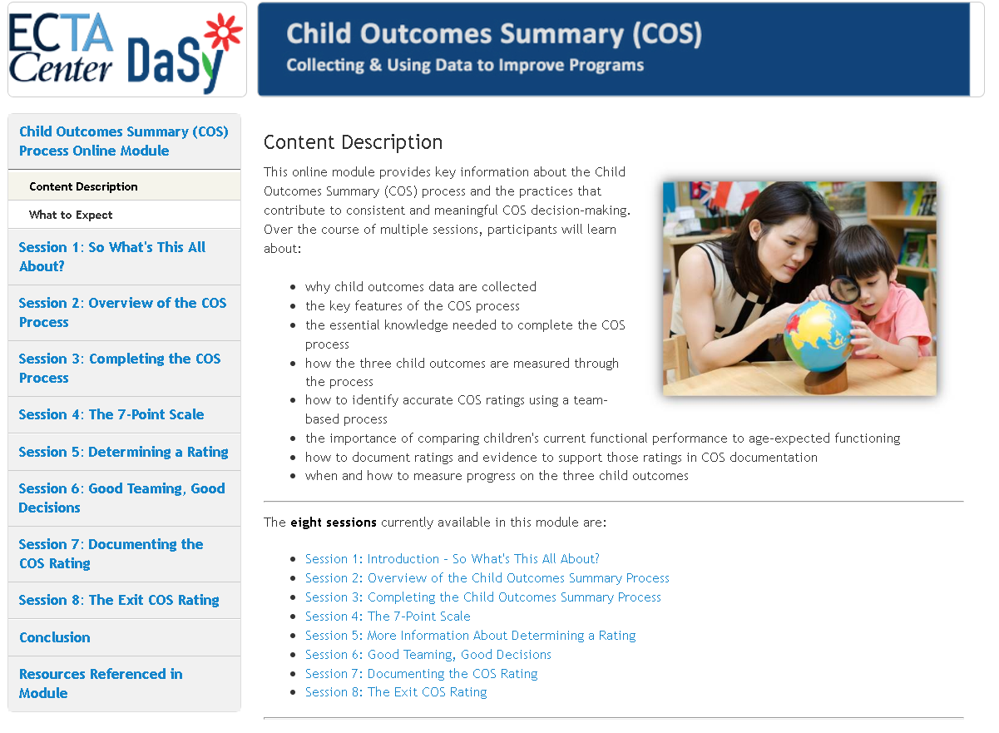 ECTA
Center
DaSy
Child Outcomes Summary (COS)
Collecting & Using Data to Improve Programs
Child Outcomes Summary (COS)
Process Online Module
Content Description
What to Expect
Session 1: So What's This All
About?
Session 2: Overview of the COS
Process
Session 3: Completing the COS
Process
Session 4: The 7-Point Scale
Session 5: Determining a Rating
Session 6: Good Teaming, Good
Decisions
Session 7: Documenting the
COS Rating
Session 8: The Exit COS Rating
Conclusion
Resources Referenced in
Module
Content Description
This online module provides key information about the Child
Outcomes Summary (COS) process and the practices that
contribute to consistent and meaningful COS decision-making.
Over the course of multiple sessions, participants will learn
about:
• why child outcomes data are collected
• the key features of the COS process
• the essential knowledge needed to complete the COS
process
• how the three child outcomes are measured through
the process
• how to identify accurate COS ratings using a team-
based process
• the importance of comparing children's current functional performance to age-expected functioning
• how to document ratings and evidence to support those ratings in COS documentation
• when and how to measure progress on the three child outcomes
The eight sessions currently available in this module are:
• Session 1: Introduction - So What's This All About?
• Session 2: Overview of the Child Outcomes Summary Process
• Session 3: Completing the Child Outcomes Summary Process
• Session 4: The 7-Point Scale
• Session 5: More Information About Determining a Rating
• Session 6: Good Teaming, Good Decisions
• Session 7: Documenting the COS Rating
• Session 8: The Exit COS Rating